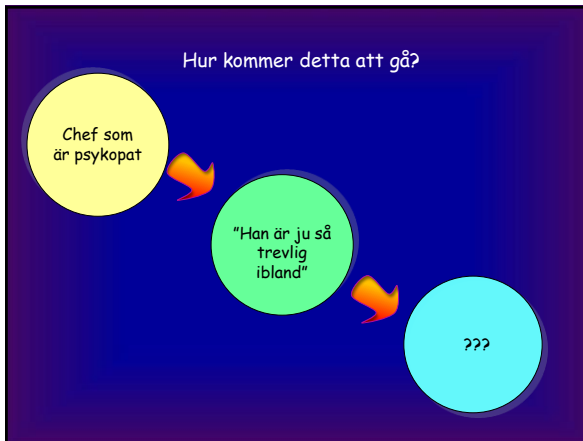 Hur kommer detta att gå?
Chef som
är psykopat
”Han är ju så
trevlig
ibland”
???